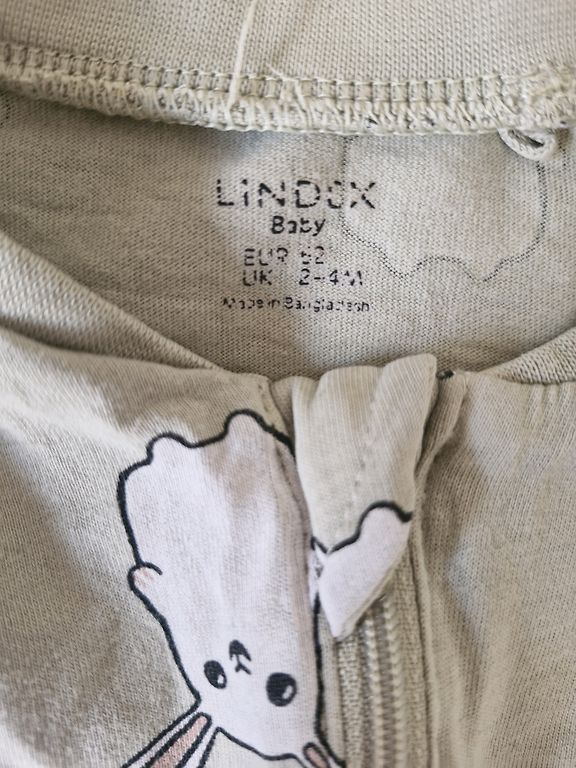 LINDEX
Baby
EUR 62
UK 2-4M
Made in Bangladesh